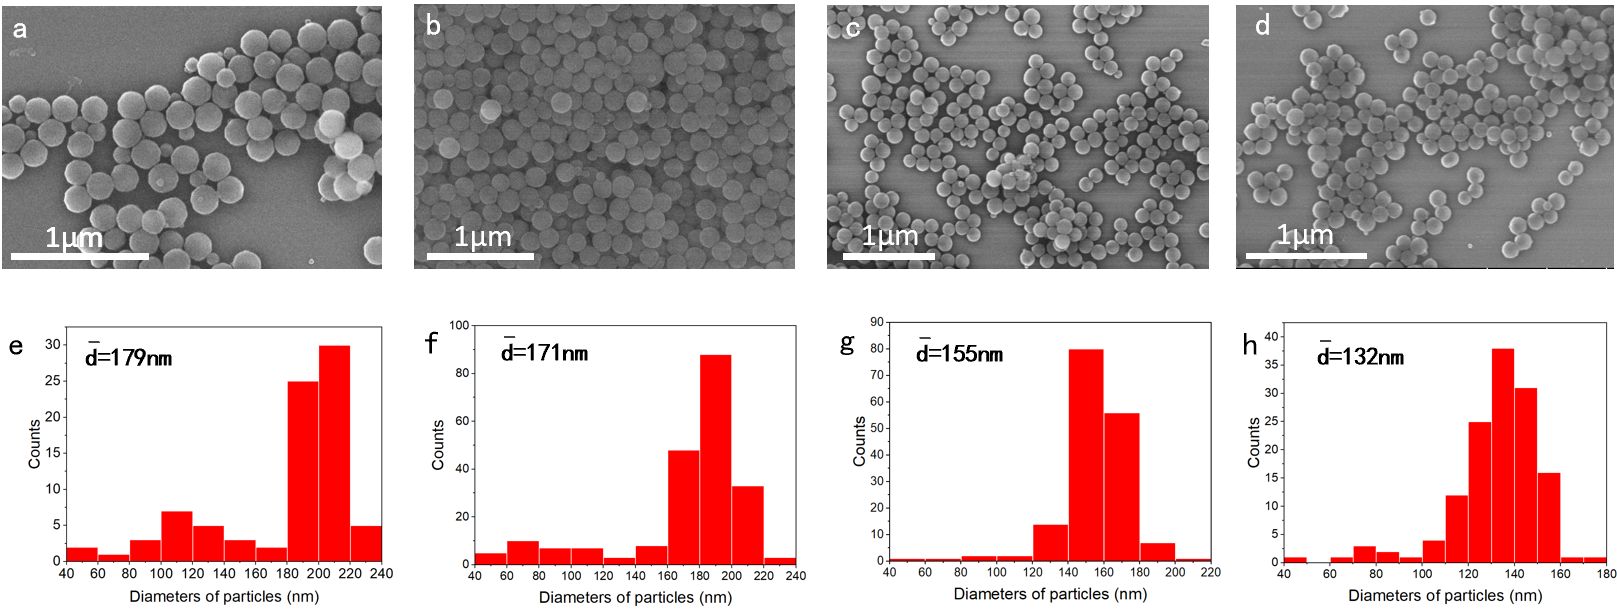 a
b
c
d
1μm
1μm
1μm
1μm
e
d̅=179nm
Counts
30
25
20
15
10
5
0
40 60 80 100 120 140 160 180 200 220 240
Diameters of particles (nm)
f
d̅=171nm
Counts
100
80
60
40
20
0
40 60 80 100 120 140 160 180 200 220 240
Diameters of particles (nm)
g
d̅=155nm
Counts
90
80
70
60
50
40
30
20
10
0
40 60 80 100 120 140 160 180 200 220
Diameters of particles (nm)
h
d̅=132nm
Counts
40
35
30
25
20
15
10
5
0
40 60 80 100 120 140 160 180
Diameters of particles (nm)